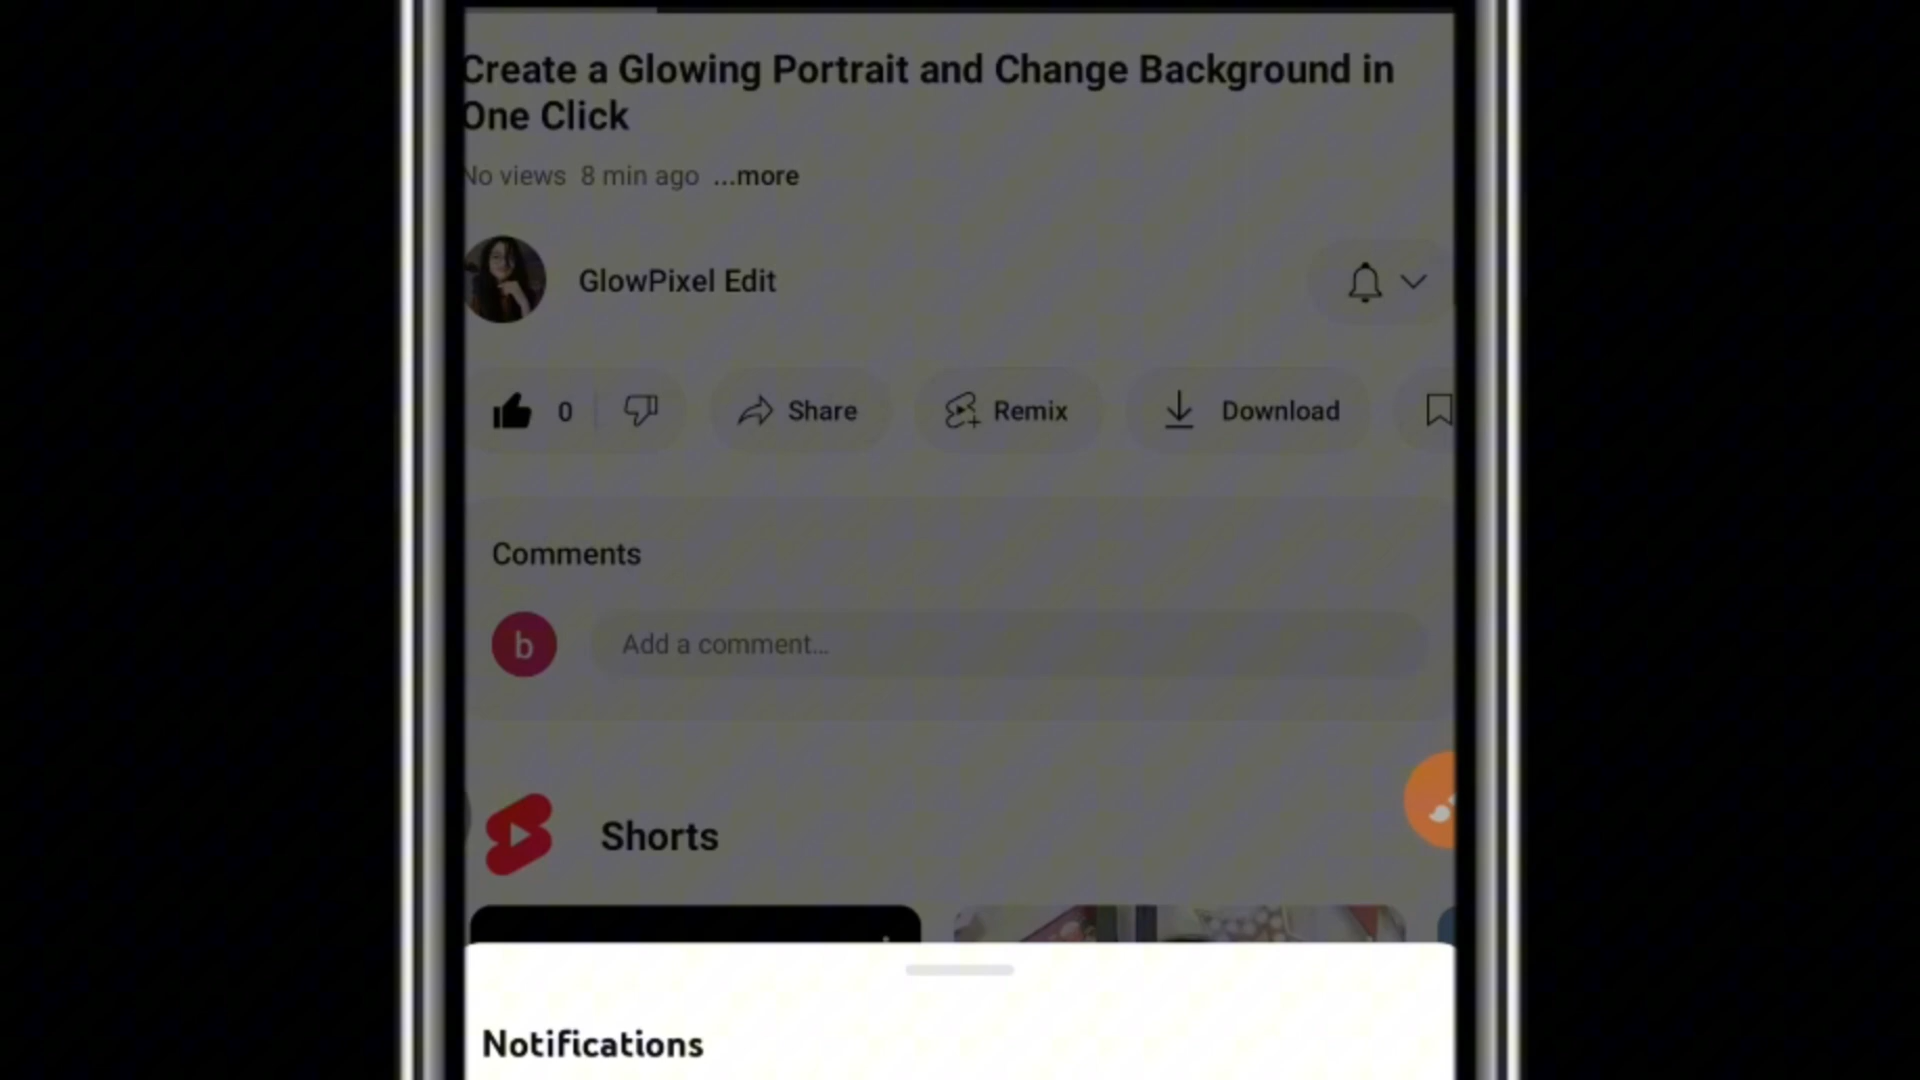 Create a Glowing Portrait and Change Background in
One Click
No views 8 min ago ...more
GlowPixel Edit
0
Share
Remix
Download
Comments
b
Add a comment...
Shorts
Notifications